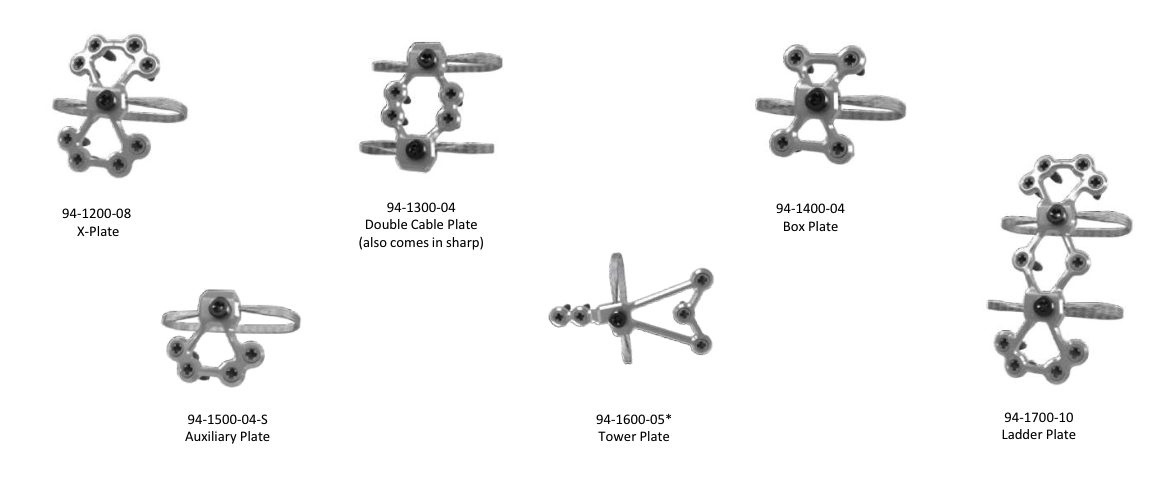 94-1200-08
X-Plate
94-1300-04
Double Cable Plate
(also comes in sharp)
94-1400-04
Box Plate
94-1500-04-S
Auxiliary Plate
94-1600-05*
Tower Plate
94-1700-10
Ladder Plate